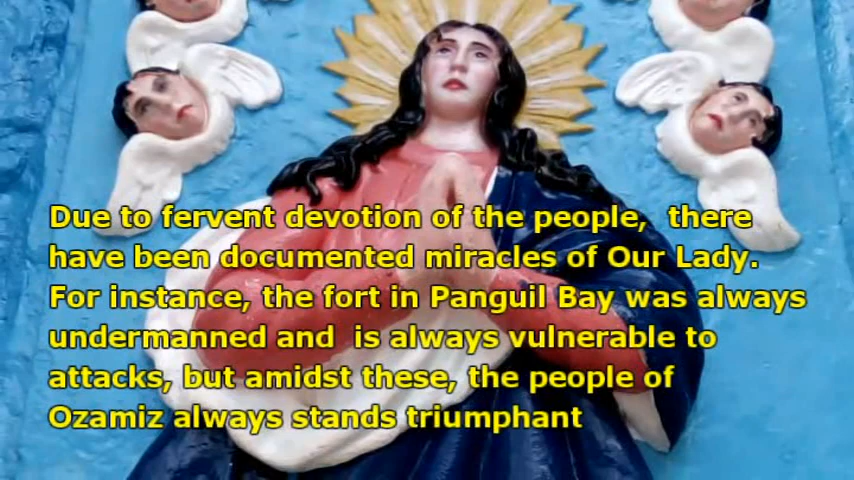 Due to fervent devotion of the people,  there
have been documented miracles of Our Lady.
For instance, the fort in Panguil Bay was always
undermanned and  is always vulnerable to
attacks, but amidst these, the people of
Ozamiz always stands triumphant